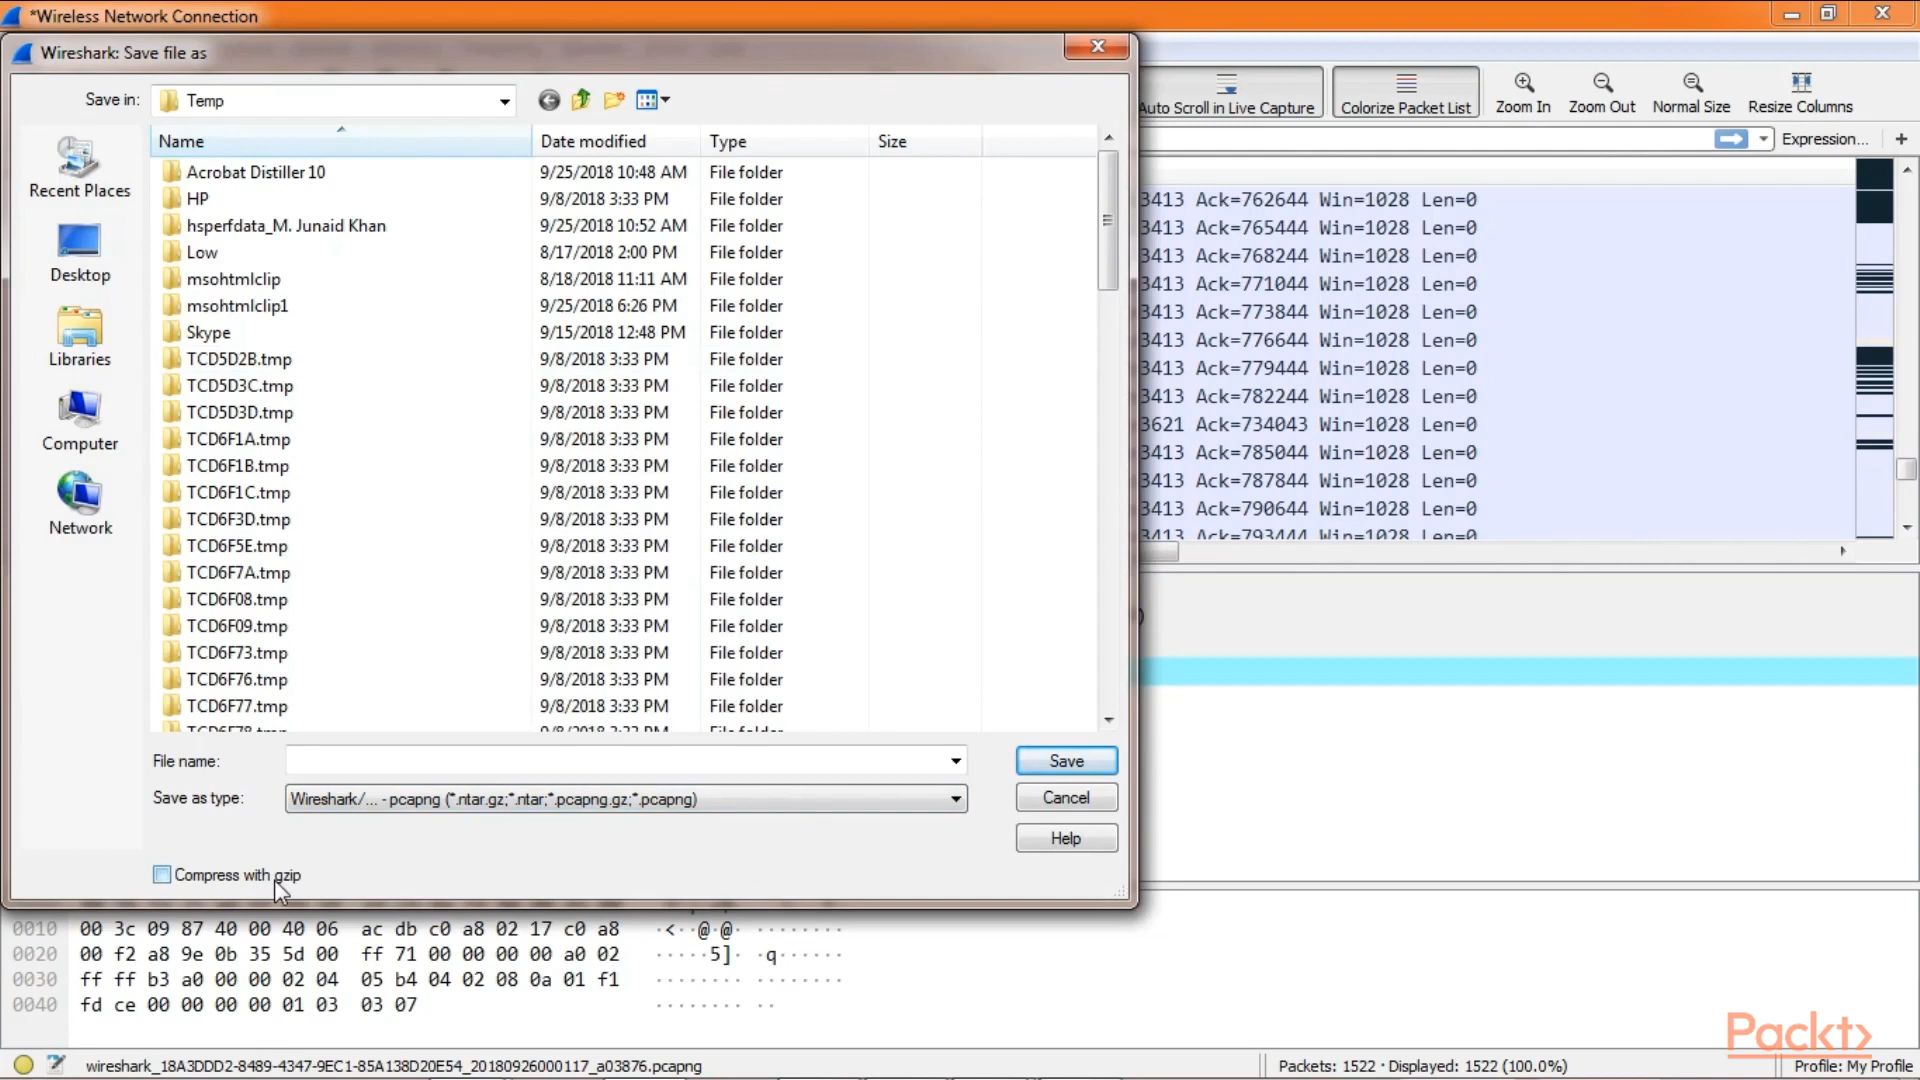 *Wireless Network Connection
Wireshark: Save file as
Save in:
Temp
Auto Scroll in Live Capture
Colorize Packet List
Zoom In
Zoom Out
Normal Size
Resize Columns
Expression...
+
Recent Places
Desktop
Libraries
Computer
Network
Name Date modified Type Size
Acrobat Distiller 10 9/25/2018 10:48 AM File folder
HP 9/8/2018 3:33 PM File folder
hsperfdata_M. Junaid Khan 9/25/2018 10:52 AM File folder
Low 8/17/2018 2:00 PM File folder
msohtmlclip 8/18/2018 11:11 AM File folder
msohtmlclip1 9/25/2018 6:26 PM File folder
Skype 9/15/2018 12:48 PM File folder
TCD5D2B.tmp 9/8/2018 3:33 PM File folder
TCD5D3C.tmp 9/8/2018 3:33 PM File folder
TCD5D3D.tmp 9/8/2018 3:33 PM File folder
TCD6F1A.tmp 9/8/2018 3:33 PM File folder
TCD6F1B.tmp 9/8/2018 3:33 PM File folder
TCD6F1C.tmp 9/8/2018 3:33 PM File folder
TCD6F3D.tmp 9/8/2018 3:33 PM File folder
TCD6F5E.tmp 9/8/2018 3:33 PM File folder
TCD6F7A.tmp 9/8/2018 3:33 PM File folder
TCD6F08.tmp 9/8/2018 3:33 PM File folder
TCD6F09.tmp 9/8/2018 3:33 PM File folder
TCD6F73.tmp 9/8/2018 3:33 PM File folder
TCD6F76.tmp 9/8/2018 3:33 PM File folder
TCD6F77.tmp 9/8/2018 3:33 PM File folder
TCD6F78.tmp 9/8/2018 3:33 PM File folder
3413 Ack=762644 Win=1028 Len=0
3413 Ack=765444 Win=1028 Len=0
3413 Ack=768244 Win=1028 Len=0
3413 Ack=771044 Win=1028 Len=0
3413 Ack=773844 Win=1028 Len=0
3413 Ack=776644 Win=1028 Len=0
3413 Ack=779444 Win=1028 Len=0
3413 Ack=782244 Win=1028 Len=0
3621 Ack=734043 Win=1028 Len=0
3413 Ack=785044 Win=1028 Len=0
3413 Ack=787844 Win=1028 Len=0
3413 Ack=790644 Win=1028 Len=0
3413 Ack=793444 Win=1028 Len=0
)
File name:
Save
Save as type:
Wireshark/... - pcapng (*.ntar.gz;*.ntar;*.pcapng.gz;*.pcapng)
Cancel
Help
Compress with gzip
0010 00 3c 09 87 40 00 40 06 ac db c0 a8 02 17 c0 a8 ·<··@·@· ········
0020 00 f2 a8 9e 0b 35 5d 00 ff 71 00 00 00 00 a0 02 ·····5]· ·q······
0030 ff ff b3 a0 00 00 02 04 05 b4 04 02 08 0a 01 f1 ········ ········
0040 fd ce 00 00 00 00 01 03 03 07 ········ ··
Packt>
wireshark_18A3DDD2-8489-4347-9EC1-85A138D20E54_20180926000117_a03876.pcapng
Packets: 1522 · Displayed: 1522 (100.0%)
Profile: My Profile